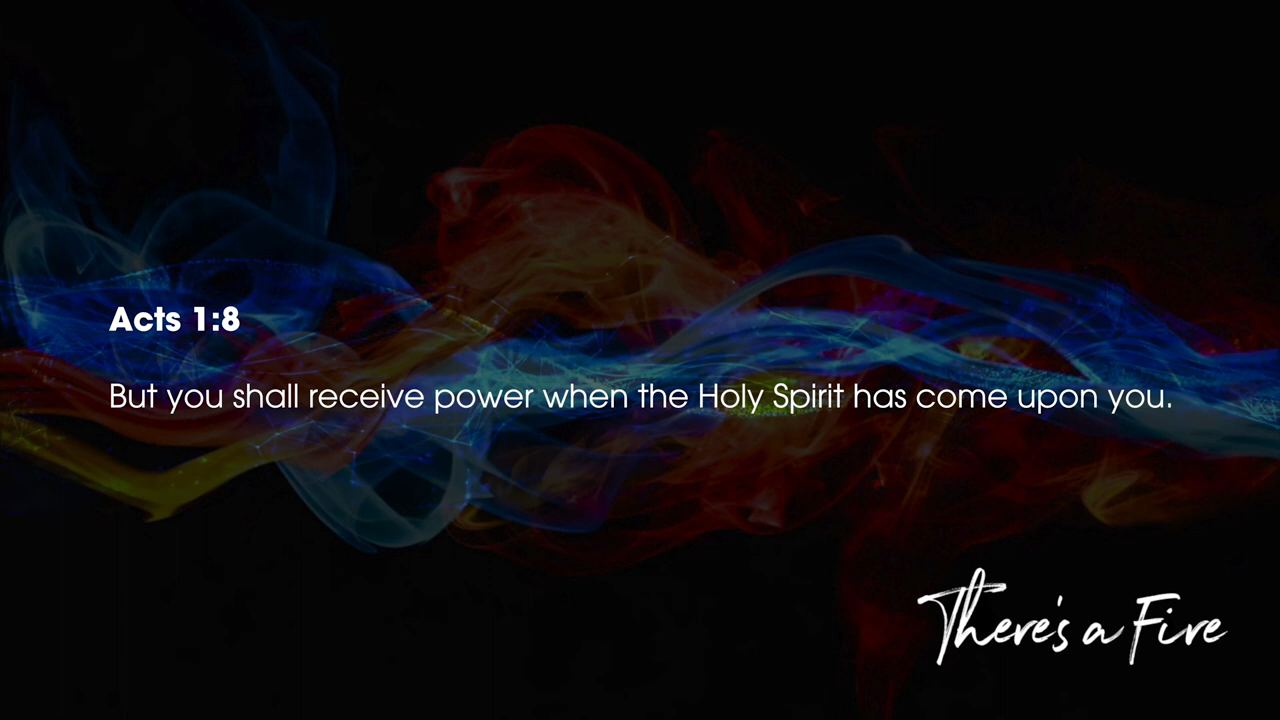 Acts 1:8
But you shall receive power when the Holy Spirit has come upon you.
There's a Fire